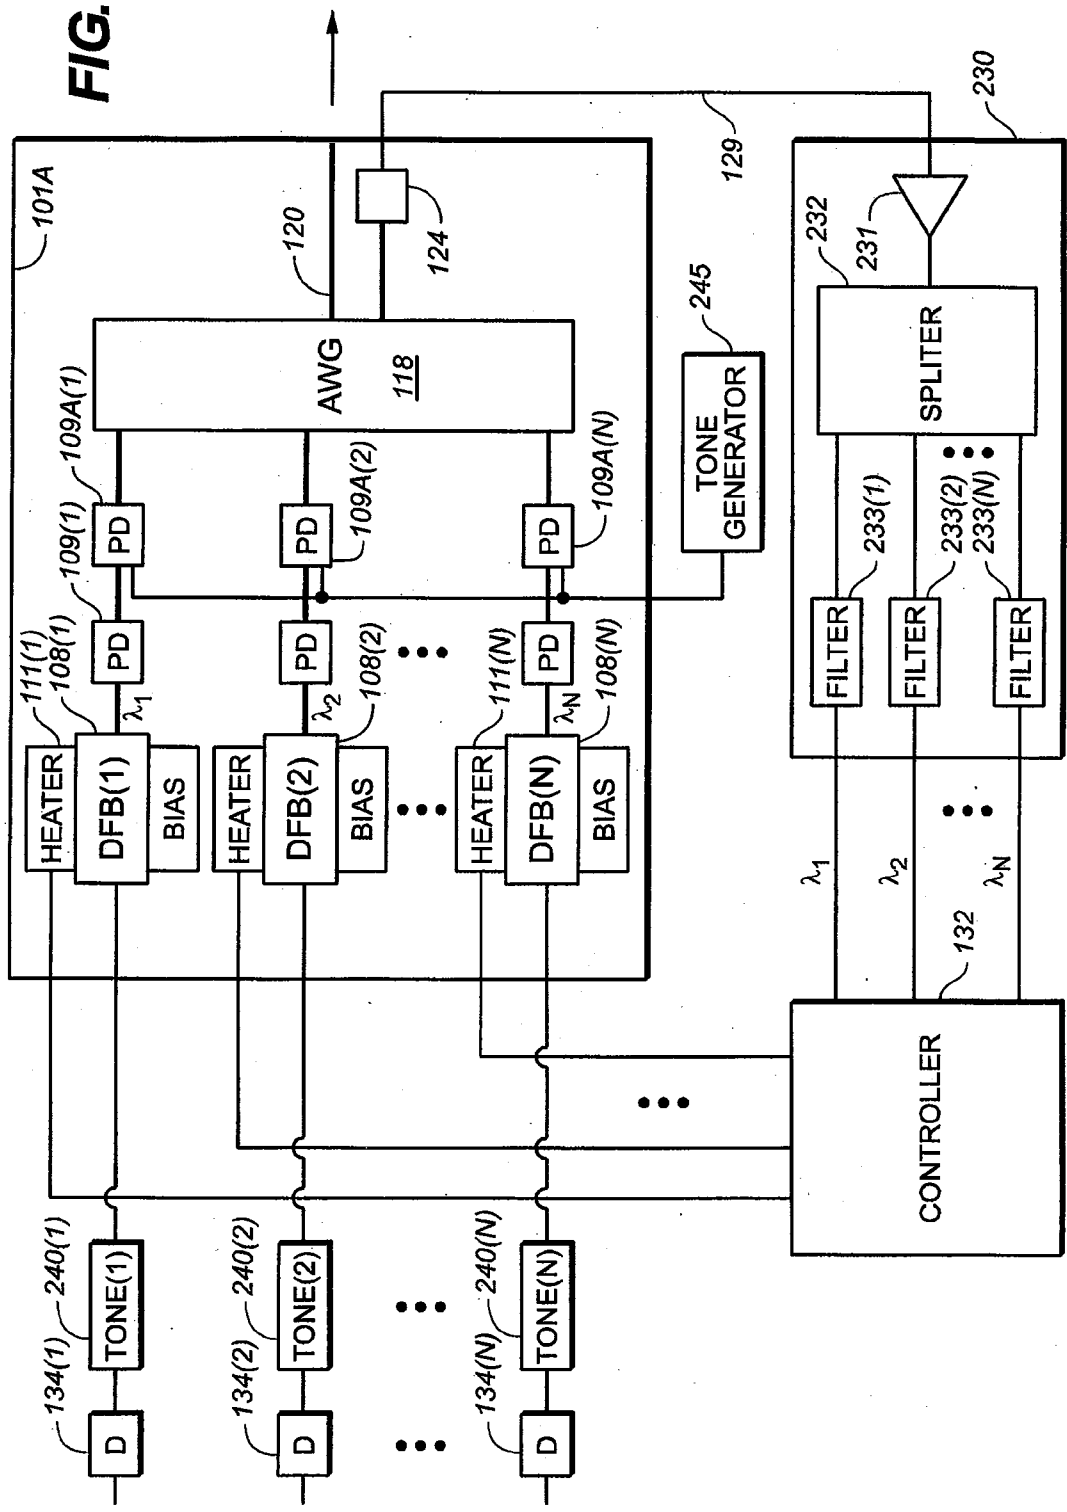 FIG.
101A
134(1)
D
240(1)
TONE(1)
111(1)
108(1)
HEATER
DFB(1)
BIAS
λ1
109(1)
PD
109A(1)
PD
120
134(2)
D
240(2)
TONE(2)
HEATER
DFB(2)
BIAS
λ2
108(2)
PD
PD
109A(2)
AWG
118
124
134(N)
D
240(N)
TONE(N)
111(N)
HEATER
DFB(N)
BIAS
λN
108(N)
PD
PD
109A(N)
TONE
GENERATOR
245
129
230
CONTROLLER
132
λ1
λ2
λN
FILTER
233(1)
FILTER
233(2)
FILTER
233(N)
SPLITER
232
231